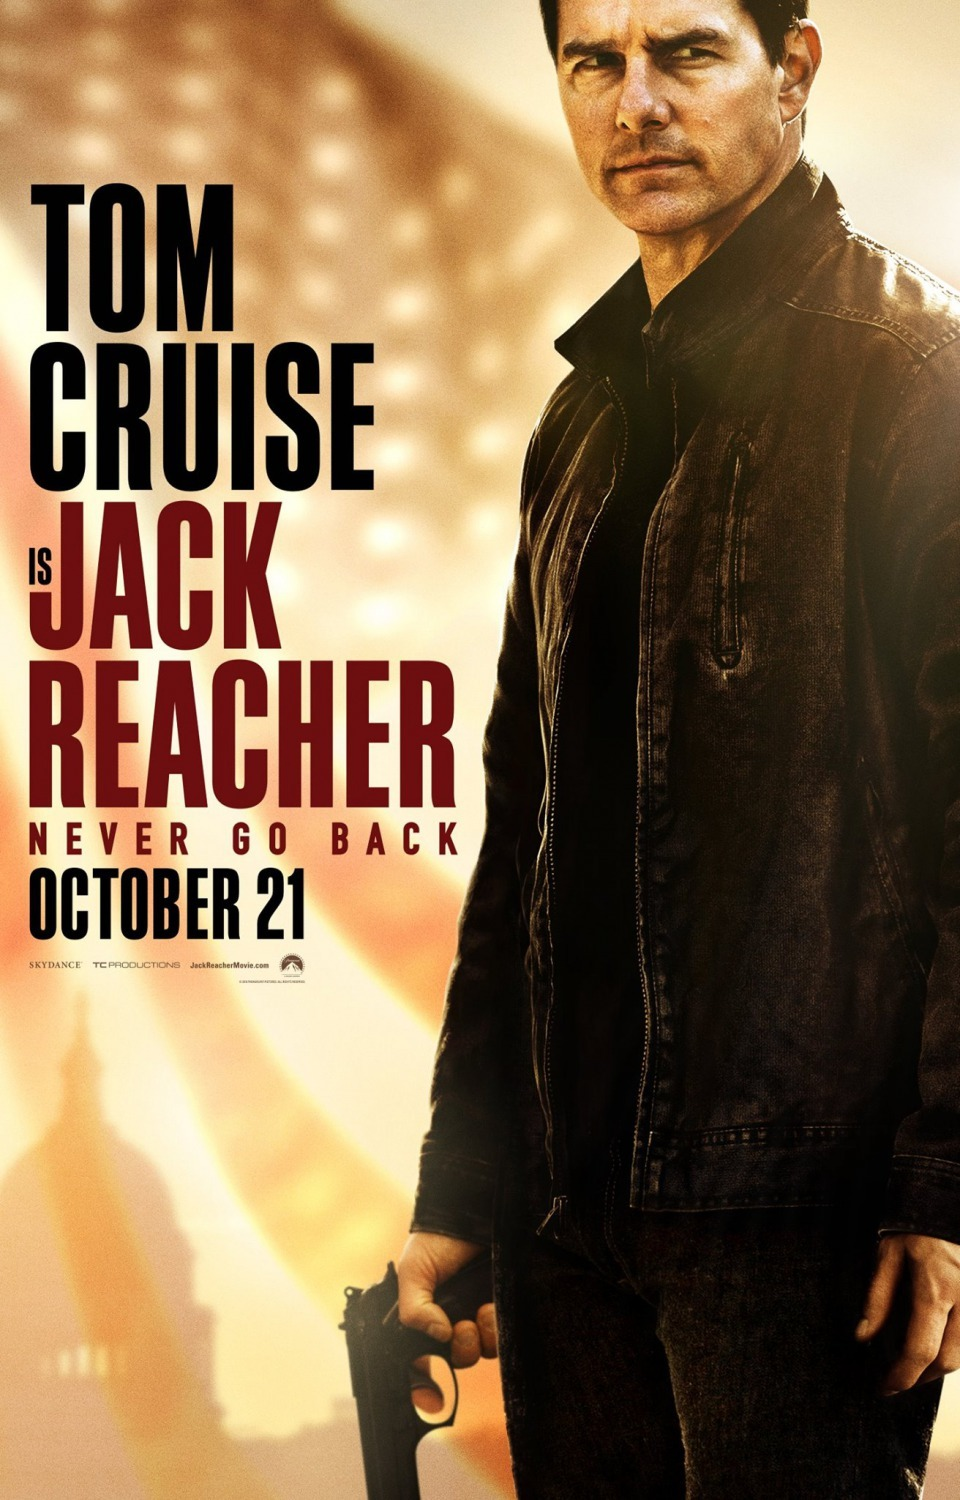 TOM
CRUISE
IS JACK
REACHER
NEVER GO BACK
OCTOBER 21
SKYDANCE TC PRODUCTIONS JackReacherMovie.com